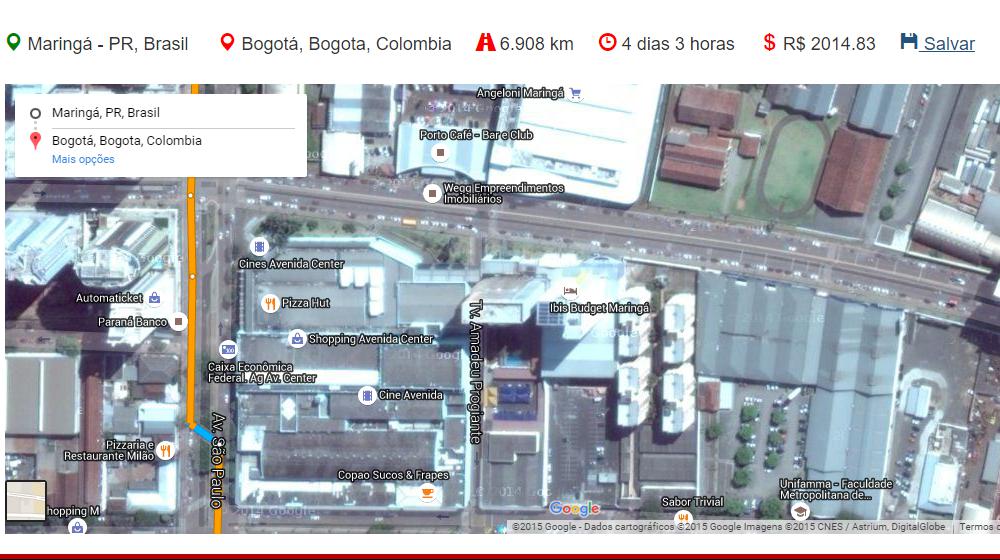 Maringá - PR, Brasil
Bogotá, Bogota, Colombia
6.908 km
4 dias 3 horas
$ R$ 2014.83
Salvar
Maringá, PR, Brasil
Bogotá, Bogota, Colombia
Mais opções
Angeloni Maringá
Porto Café - Bar e Club
Wegg Empreendimentos
Imobiliários
Cines Avenida Center
Automaticket
Pizza Hut
Ibis Budget Maringá
Paraná Banco
Shopping Avenida Center
Caixa Econômica
Federal, Ag Av. Center
Cine Avenida
Tv. Amadeu Progiante
Av. São Paulo
Pizzaria e
Restaurante Milão
Copao Sucos & Frapes
Unifamma - Faculdade
Metropolitana de...
Sabor Trivial
hopping M
Google
©2015 Google - Dados cartográficos ©2015 Google Imagens ©2015 CNES / Astrium, DigitalGlobe
Termos